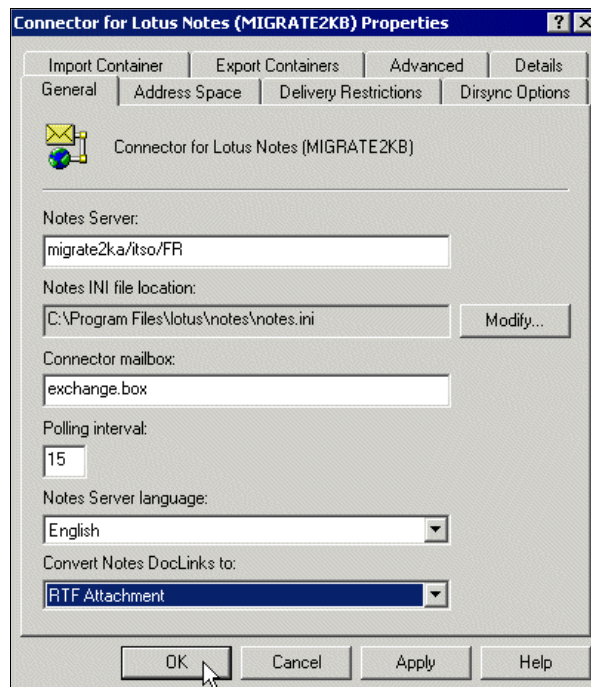 Connector for Lotus Notes (MIGRATE2KB) Properties
Import Container Export Containers Advanced Details
General Address Space Delivery Restrictions Dirsync Options
Connector for Lotus Notes (MIGRATE2KB)
Notes Server:
migrate2ka/itso/FR
Notes INI file location:
C:\Program Files\lotus\notes\notes.ini Modify...
Connector mailbox:
exchange.box
Polling interval:
15
Notes Server language:
English
Convert Notes DocLinks to:
RTF Attachment
OK Cancel Apply Help